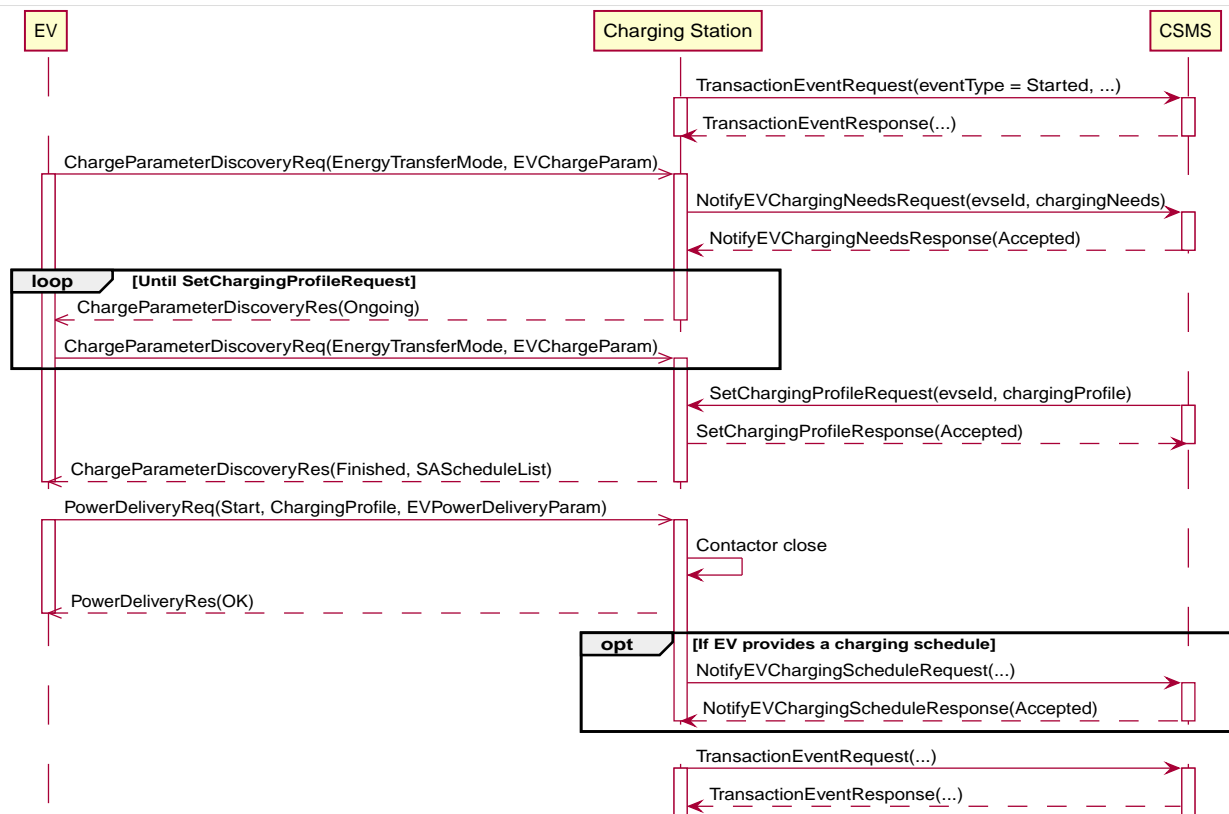 EV
Charging Station
CSMS
TransactionEventRequest(eventType = Started, ...)
TransactionEventResponse(...)
ChargeParameterDiscoveryReq(EnergyTransferMode, EVChargeParam)
NotifyEVChargingNeedsRequest(evseId, chargingNeeds)
NotifyEVChargingNeedsResponse(Accepted)
loop
[Until SetChargingProfileRequest]
ChargeParameterDiscoveryRes(Ongoing)
ChargeParameterDiscoveryReq(EnergyTransferMode, EVChargeParam)
SetChargingProfileRequest(evseId, chargingProfile)
SetChargingProfileResponse(Accepted)
ChargeParameterDiscoveryRes(Finished, SAScheduleList)
PowerDeliveryReq(Start, ChargingProfile, EVPowerDeliveryParam)
Contactor close
PowerDeliveryRes(OK)
opt
[If EV provides a charging schedule]
NotifyEVChargingScheduleRequest(...)
NotifyEVChargingScheduleResponse(Accepted)
TransactionEventRequest(...)
TransactionEventResponse(...)